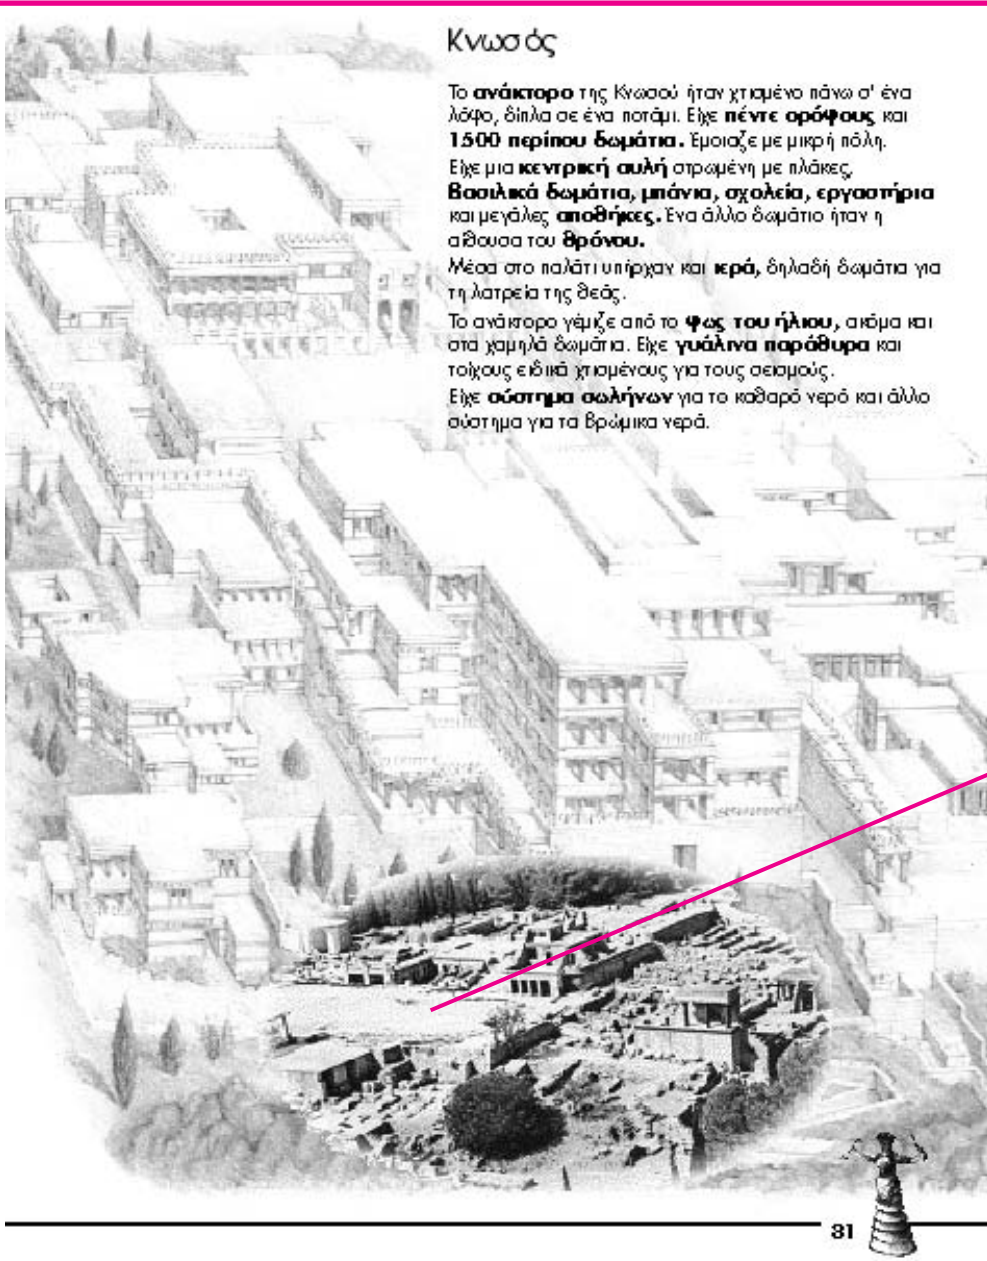 Κνωσός
Το ανάκτορο της Κνωσού ήταν χτισμένο πάνω σ' ένα
λόφο, δίπλα σε ένα ποτάμι. Είχε πέντε ορόφους και
1500 περίπου δωμάτια. Έμοιαζε με μικρή πόλη.
Είχε μια κεντρική αυλή στρωμένη με πλάκες,
Βασιλικά δωμάτια, μπάνια, σχολεία, εργαστήρια
και μεγάλες αποθήκες. Ένα άλλο δωμάτιο ήταν η
αίθουσα του θρόνου.
Μέσα στο παλάτι υπήρχαν και ιερά, δηλαδή δωμάτια για
τη λατρεία της θεάς.
Το ανάκτορο γέμιζε από το φως του ήλιου, ακόμα και
στα χαμηλά δωμάτια. Είχε γυάλινα παράθυρα και
τοίχους ειδικά χτισμένους για τους σεισμούς.
Είχε σύστημα σωλήνων για το καθαρό νερό και άλλο
σύστημα για τα βρώμικα νερά.
81